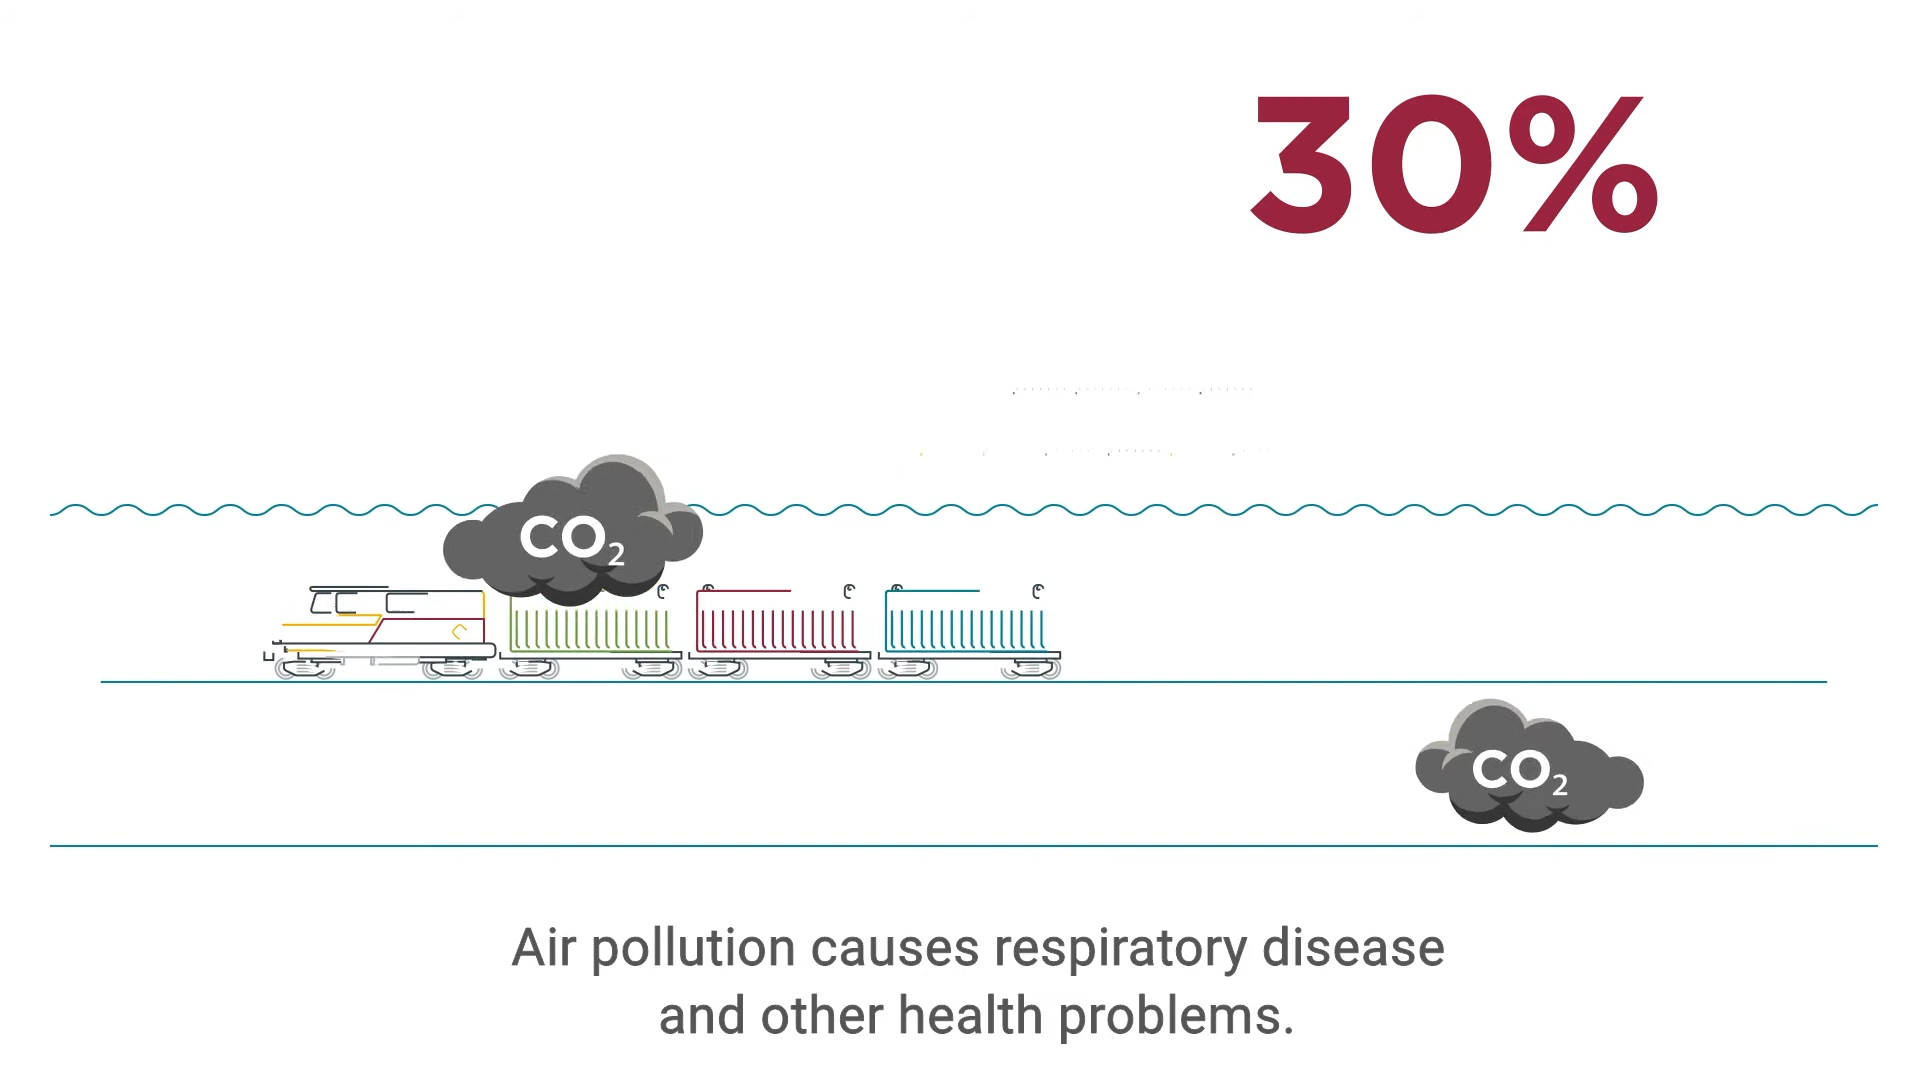 30%
CO₂
CO₂
Air pollution causes respiratory disease
and other health problems.